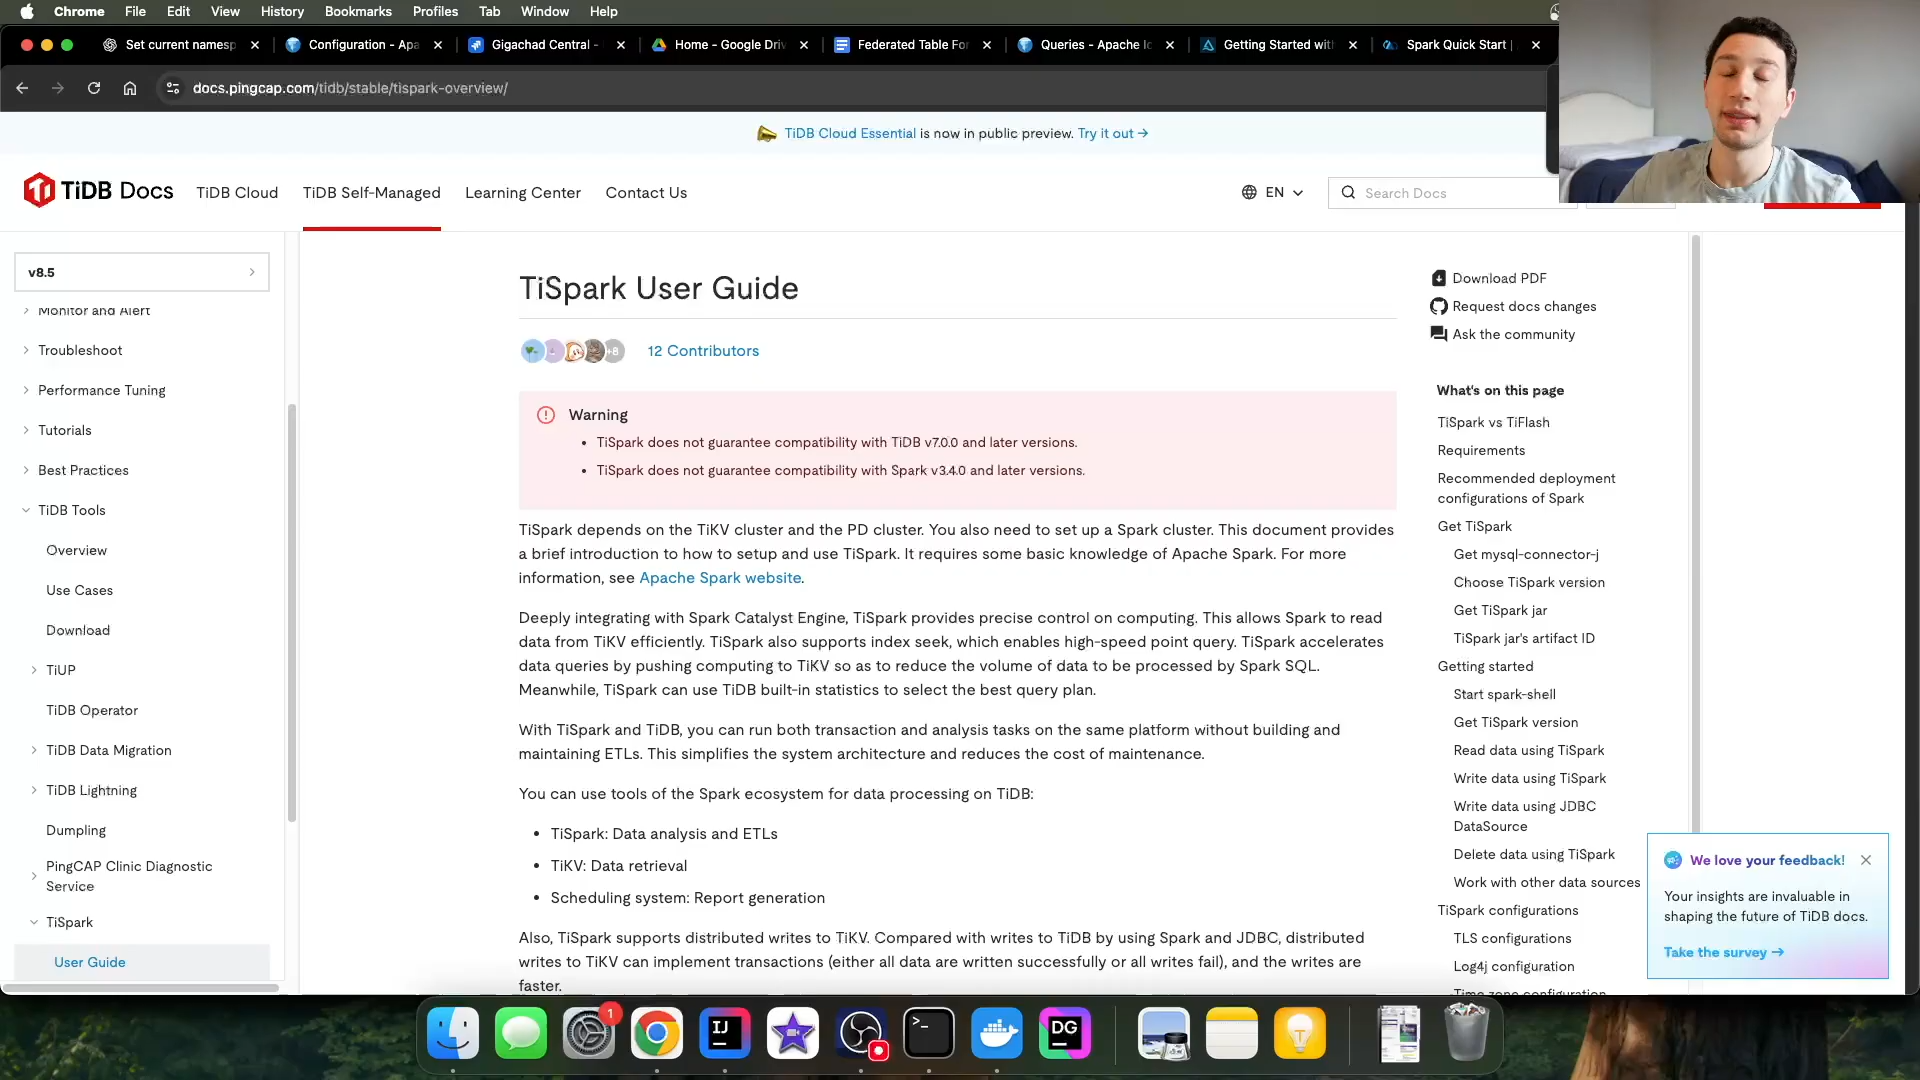 Chrome File Edit View History Bookmarks Profiles Tab Window Help
Set current namesp
Configuration - Apa
Gigachad Central -
Home - Google Driv
Federated Table For
Queries - Apache Ic
Getting Started with
Spark Quick Start |
docs.pingcap.com/tidb/stable/tispark-overview/
TiDB Cloud Essential is now in public preview. Try it out →
TiDB Docs
TiDB Cloud
TiDB Self-Managed
Learning Center
Contact Us
EN
Search Docs
v8.5
Monitor and Alert
Troubleshoot
Performance Tuning
Tutorials
Best Practices
TiDB Tools
Overview
Use Cases
Download
TiUP
TiDB Operator
TiDB Data Migration
TiDB Lightning
Dumpling
PingCAP Clinic Diagnostic
Service
TiSpark
User Guide
TiSpark User Guide
+8
12 Contributors
Warning
• TiSpark does not guarantee compatibility with TiDB v7.0.0 and later versions.
• TiSpark does not guarantee compatibility with Spark v3.4.0 and later versions.
TiSpark depends on the TiKV cluster and the PD cluster. You also need to set up a Spark cluster. This document provides
a brief introduction to how to setup and use TiSpark. It requires some basic knowledge of Apache Spark. For more
information, see Apache Spark website.
Deeply integrating with Spark Catalyst Engine, TiSpark provides precise control on computing. This allows Spark to read
data from TiKV efficiently. TiSpark also supports index seek, which enables high-speed point query. TiSpark accelerates
data queries by pushing computing to TiKV so as to reduce the volume of data to be processed by Spark SQL.
Meanwhile, TiSpark can use TiDB built-in statistics to select the best query plan.
With TiSpark and TiDB, you can run both transaction and analysis tasks on the same platform without building and
maintaining ETLs. This simplifies the system architecture and reduces the cost of maintenance.
You can use tools of the Spark ecosystem for data processing on TiDB:
• TiSpark: Data analysis and ETLs
• TiKV: Data retrieval
• Scheduling system: Report generation
Also, TiSpark supports distributed writes to TiKV. Compared with writes to TiDB by using Spark and JDBC, distributed
writes to TiKV can implement transactions (either all data are written successfully or all writes fail), and the writes are
faster.
Download PDF
Request docs changes
Ask the community
What's on this page
TiSpark vs TiFlash
Requirements
Recommended deployment
configurations of Spark
Get TiSpark
Get mysql-connector-j
Choose TiSpark version
Get TiSpark jar
TiSpark jar's artifact ID
Getting started
Start spark-shell
Get TiSpark version
Read data using TiSpark
Write data using TiSpark
Write data using JDBC
DataSource
Delete data using TiSpark
Work with other data sources
TiSpark configurations
TLS configurations
Log4j configuration
Time zone configuration
We love your feedback!
Your insights are invaluable in
shaping the future of TiDB docs.
Take the survey →
1
IJ
>_
DG